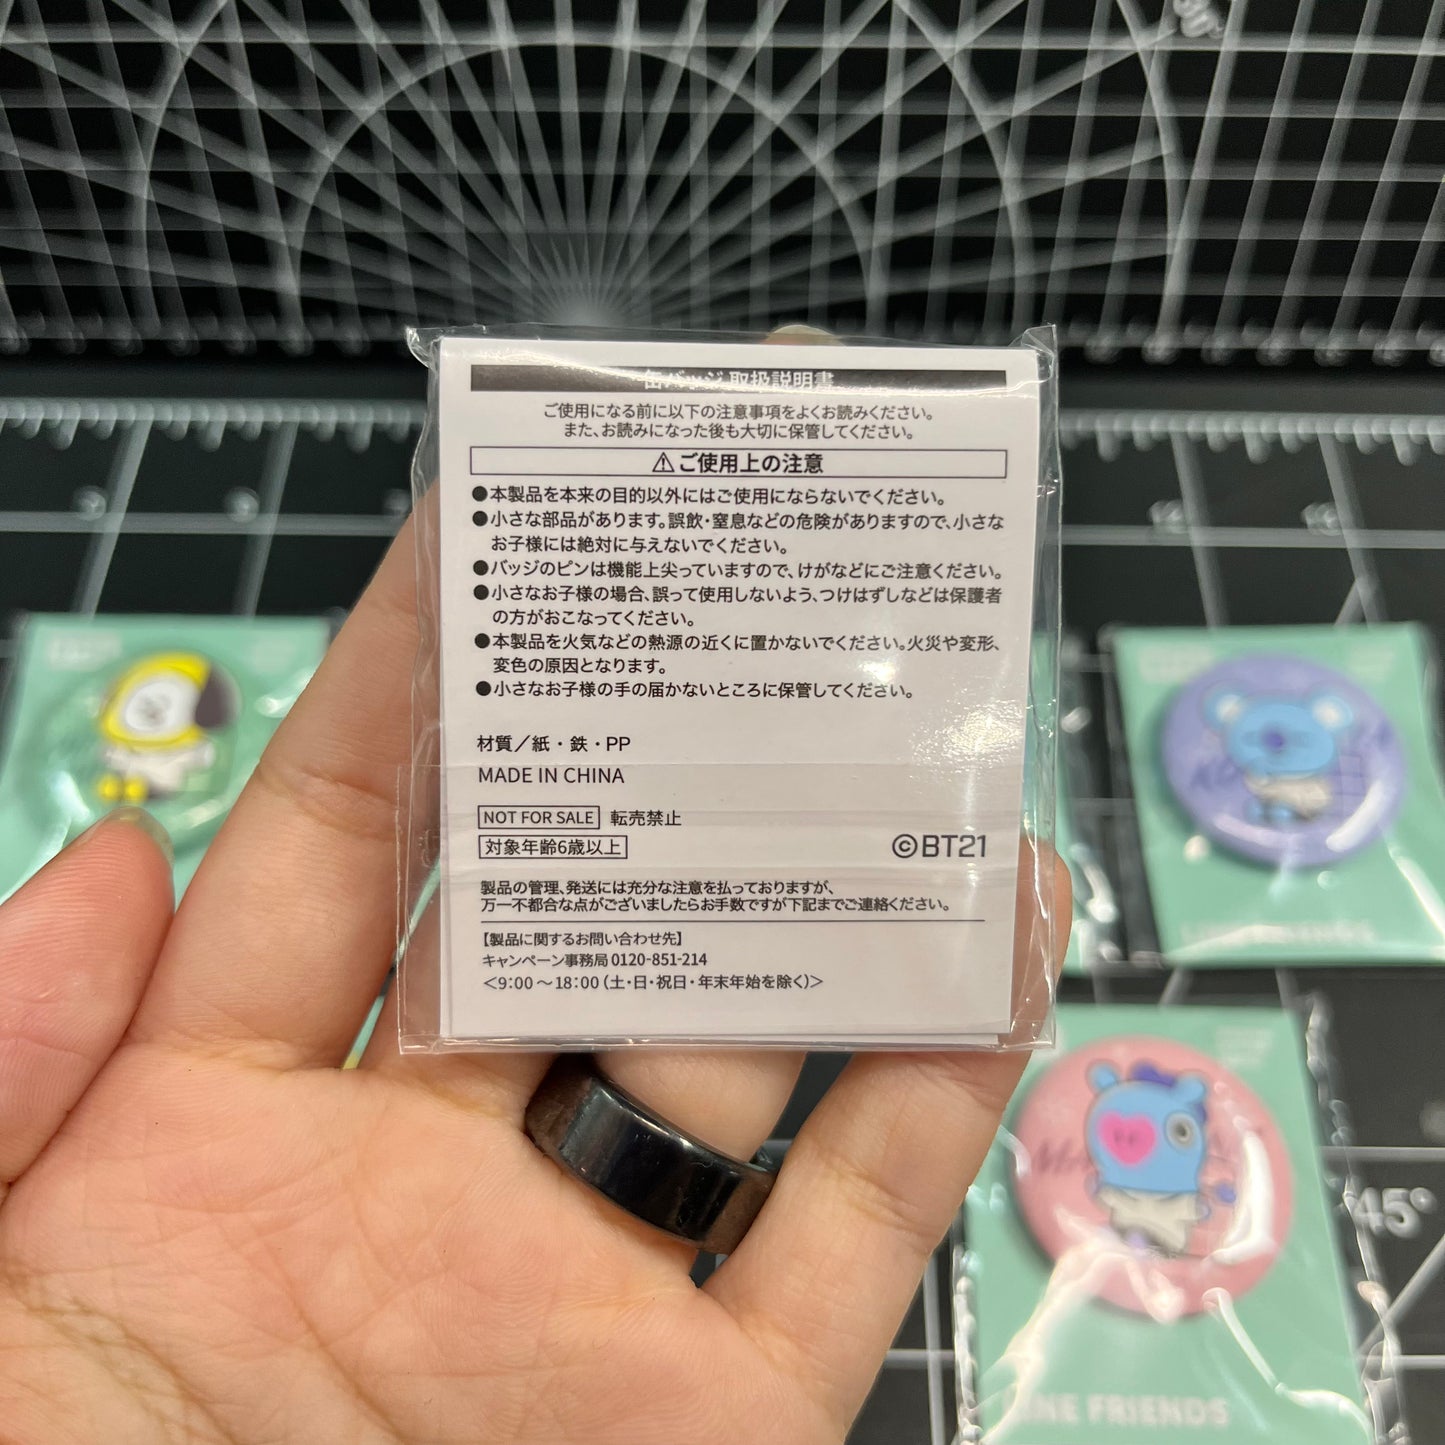 缶バッジ 取扱説明書
ご使用になる前に以下の注意事項をよくお読みください。
また、お読みになった後も大切に保管してください。
⚠ご使用上の注意
●本製品を本来の目的以外にはご使用にならないでください。
●小さな部品があります。誤飲・窒息などの危険がありますので、小さな
お子様には絶対に与えないでください。
●バッジのピンは機能上尖っていますので、けがなどにご注意ください。
●小さなお子様の場合、誤って使用しないよう、つけはずしなどは保護者
の方がおこなってください。
●本製品を火気などの熱源の近くに置かないでください。火災や変形、
変色の原因となります。
●小さなお子様の手の届かないところに保管してください。
材質／紙・鉄・PP
MADE IN CHINA
NOT FOR SALE 転売禁止
対象年齢6歳以上
©BT21
製品の管理、発送には充分な注意を払っておりますが、
万一不都合な点がございましたらお手数ですが下記までご連絡ください。
【製品に関するお問い合わせ先】
キャンペーン事務局 0120-851-214
＜9:00～18:00（土・日・祝日・年末年始を除く）＞
45°
LINE FRIENDS